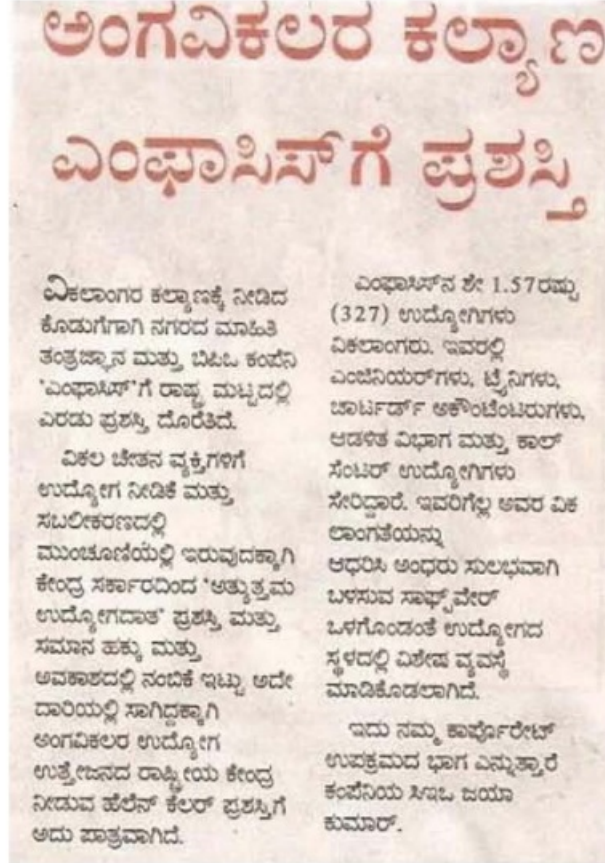 ಅಂಗವಿಕಲರ ಕಲ್ಯಾಣ
ಎಂಫಾಸಿಸ್‌ಗೆ ಪ್ರಶಸ್ತಿ
ವಿಕಲಾಂಗರ ಕಲ್ಯಾಣಕ್ಕೆ ನೀಡಿದ
ಕೊಡುಗೆಗಾಗಿ ನಗರದ ಮಾಹಿತಿ
ತಂತ್ರಜ್ಞಾನ ಮತ್ತು ಬಿಪಿಒ ಕಂಪೆನಿ
'ಎಂಫಾಸಿಸ್'ಗೆ ರಾಷ್ಟ್ರ ಮಟ್ಟದಲ್ಲಿ
ಎರಡು ಪ್ರಶಸ್ತಿ ದೊರೆತಿದೆ.
ವಿಕಲ ಚೇತನ ವ್ಯಕ್ತಿಗಳಿಗೆ
ಉದ್ಯೋಗ ನೀಡಿಕೆ ಮತ್ತು
ಸಬಲೀಕರಣದಲ್ಲಿ
ಮುಂಚೂಣಿಯಲ್ಲಿ ಇರುವುದಕ್ಕಾಗಿ
ಕೇಂದ್ರ ಸರ್ಕಾರದಿಂದ 'ಅತ್ಯುತ್ತಮ
ಉದ್ಯೋಗದಾತ' ಪ್ರಶಸ್ತಿ ಮತ್ತು
ಸಮಾನ ಹಕ್ಕು ಮತ್ತು
ಅವಕಾಶದಲ್ಲಿ ನಂಬಿಕೆ ಇಟ್ಟು ಅದೇ
ದಾರಿಯಲ್ಲಿ ಸಾಗಿದ್ದಕ್ಕಾಗಿ
ಅಂಗವಿಕಲರ ಉದ್ಯೋಗ
ಉತ್ತೇಜನದ ರಾಷ್ಟ್ರೀಯ ಕೇಂದ್ರ
ನೀಡುವ ಹೆಲೆನ್ ಕೆಲರ್ ಪ್ರಶಸ್ತಿಗೆ
ಅದು ಪಾತ್ರವಾಗಿದೆ.
ಎಂಫಾಸಿಸ್‌ನ ಶೇ 1.57ರಷ್ಟು
(327) ಉದ್ಯೋಗಿಗಳು
ವಿಕಲಾಂಗರು. ಇವರಲ್ಲಿ
ಎಂಜಿನಿಯರ್‌ಗಳು, ಟ್ರೈನಿಗಳು,
ಚಾರ್ಟರ್ಡ್ ಅಕೌಂಟೆಂಟರುಗಳು,
ಆಡಳಿತ ವಿಭಾಗ ಮತ್ತು ಕಾಲ್
ಸೆಂಟರ್ ಉದ್ಯೋಗಿಗಳು
ಸೇರಿದ್ದಾರೆ. ಇವರಿಗೆಲ್ಲ ಅವರ ವಿಕ
ಲಾಂಗತೆಯನ್ನು
ಆಧರಿಸಿ ಅಂಧರು ಸುಲಭವಾಗಿ
ಬಳಸುವ ಸಾಫ್ಟ್‌ವೇರ್
ಒಳಗೊಂಡಂತೆ ಉದ್ಯೋಗದ
ಸ್ಥಳದಲ್ಲಿ ವಿಶೇಷ ವ್ಯವಸ್ಥೆ
ಮಾಡಿಕೊಡಲಾಗಿದೆ.
ಇದು ನಮ್ಮ ಕಾರ್ಪೊರೇಟ್
ಉಪಕ್ರಮದ ಭಾಗ ಎನ್ನುತ್ತಾರೆ
ಕಂಪೆನಿಯ ಸಿಇಒ ಜಯಾ
ಕುಮಾರ್.